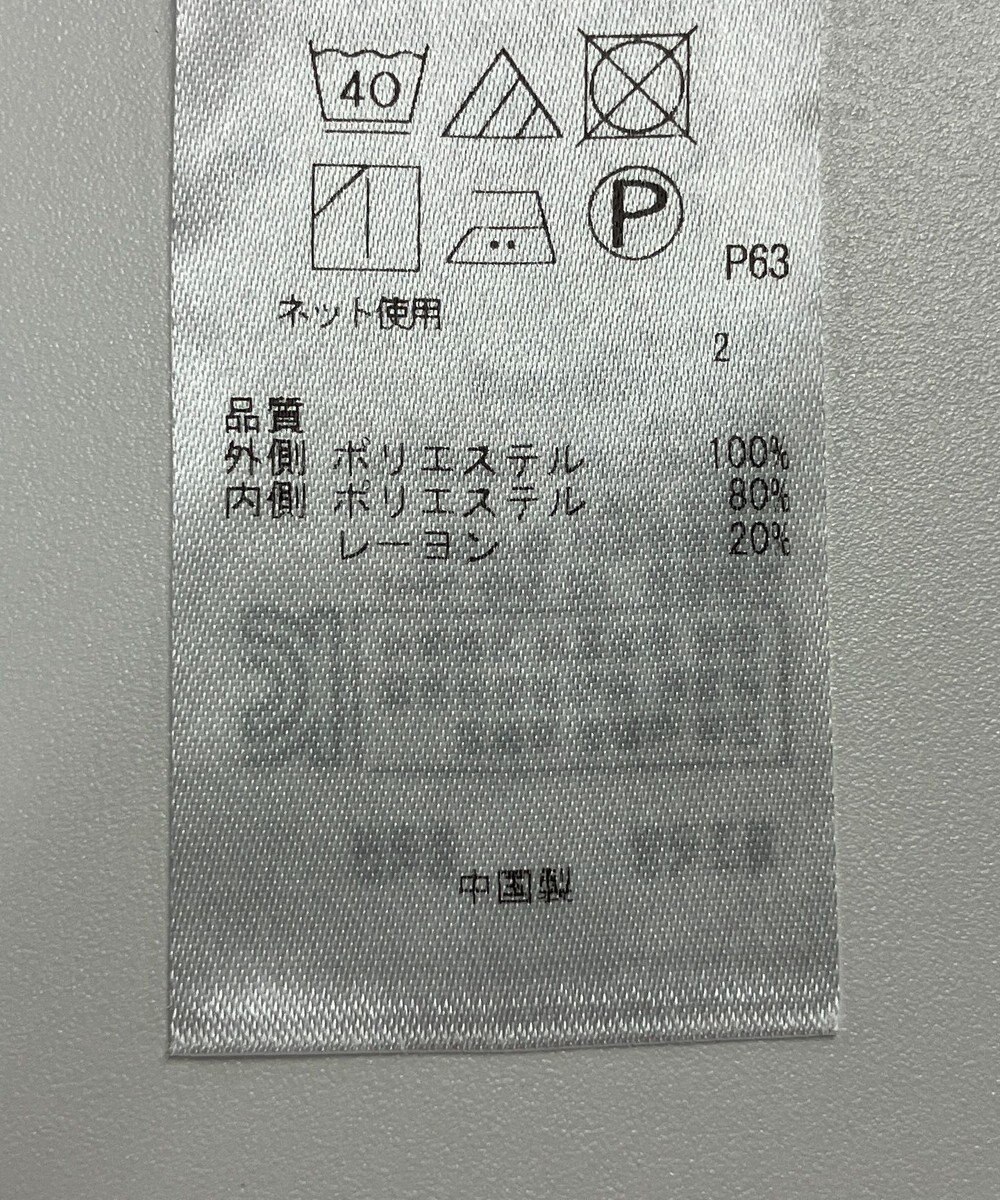 40
P
P63
ネット使用
2
品質
外側 ポリエステル 100%
内側 ポリエステル 80%
レーヨン 20%
中国製